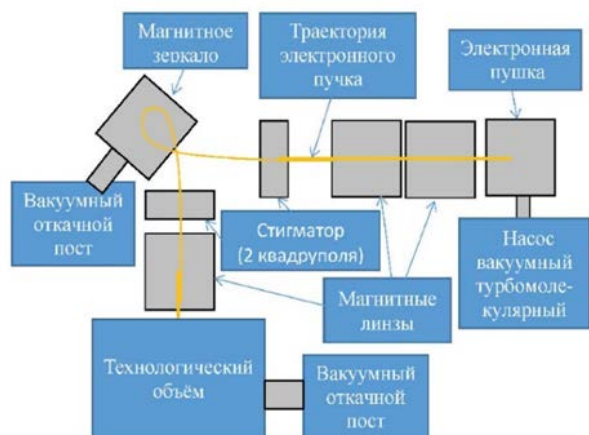 Магнитное
зеркало
Траектория
электронного
пучка
Электронная
пушка
Вакуумный
откачной
пост
Стигматор
(2 квадруполя)
Насос
вакуумный
турбомоле-
кулярный
Магнитные
линзы
Технологический
объём
Вакуумный
откачной
пост